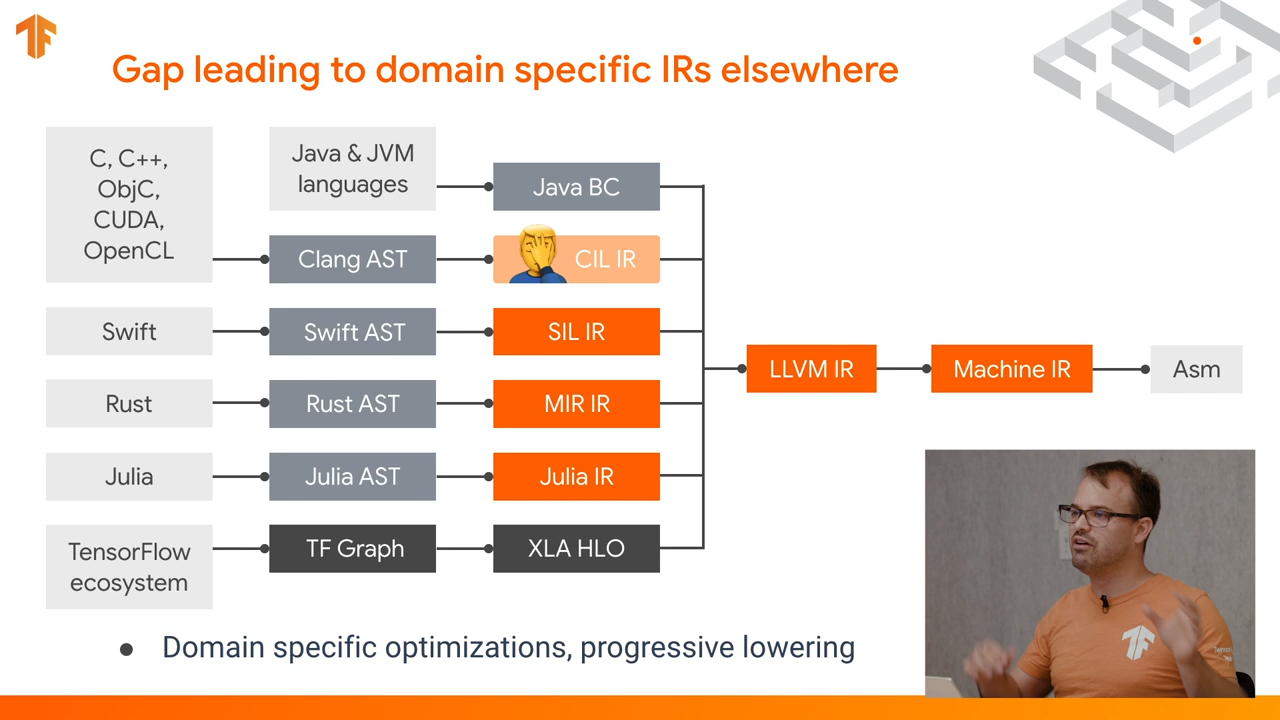 Gap leading to domain specific IRs elsewhere
C, C++,
ObjC,
CUDA,
OpenCL
Java & JVM
languages
Java BC
Clang AST
CIL IR
Swift
Swift AST
SIL IR
Rust
Rust AST
MIR IR
Julia
Julia AST
Julia IR
TensorFlow
ecosystem
TF Graph
XLA HLO
LLVM IR
Machine IR
Asm
• Domain specific optimizations, progressive lowering